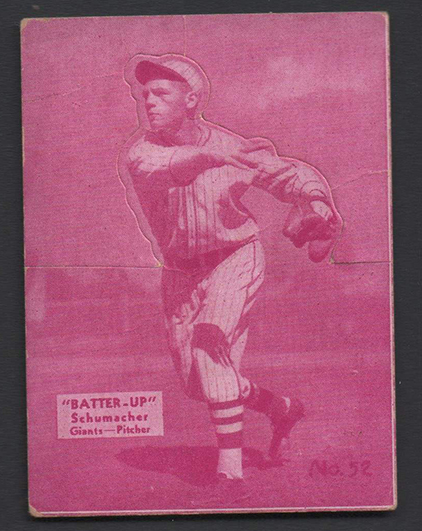 "BATTER-UP"
Schumacher
Giants—Pitcher
No. 52